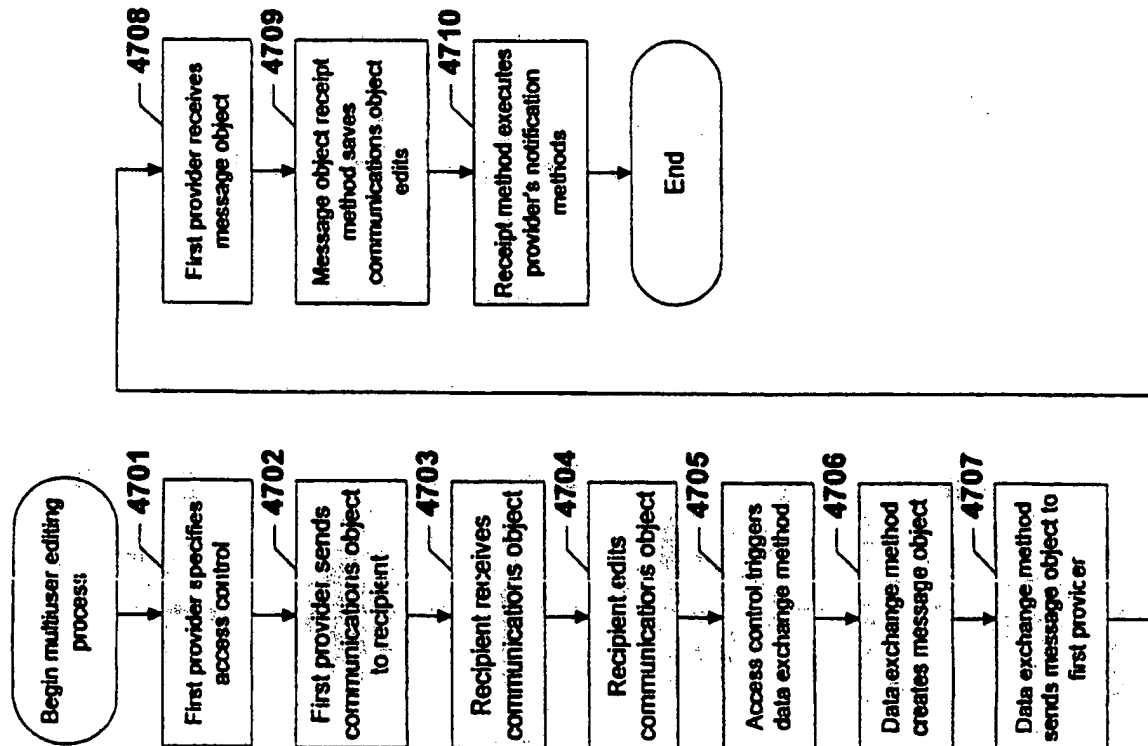 Begin multiuser editing
process
4701
First provider specifies
access control
4702
First provider sends
communications object
to recipient
4703
Recipient receives
communications object
4704
Recipient edits
communications object
4705
Access control triggers
data exchange method
4706
Data exchange method
creates message object
4707
Data exchange method
sends message object to
first provider
4708
First provider receives
message object
4709
Message object receipt
method saves
communications object
edits
4710
Receipt method executes
provider's notification
methods
End